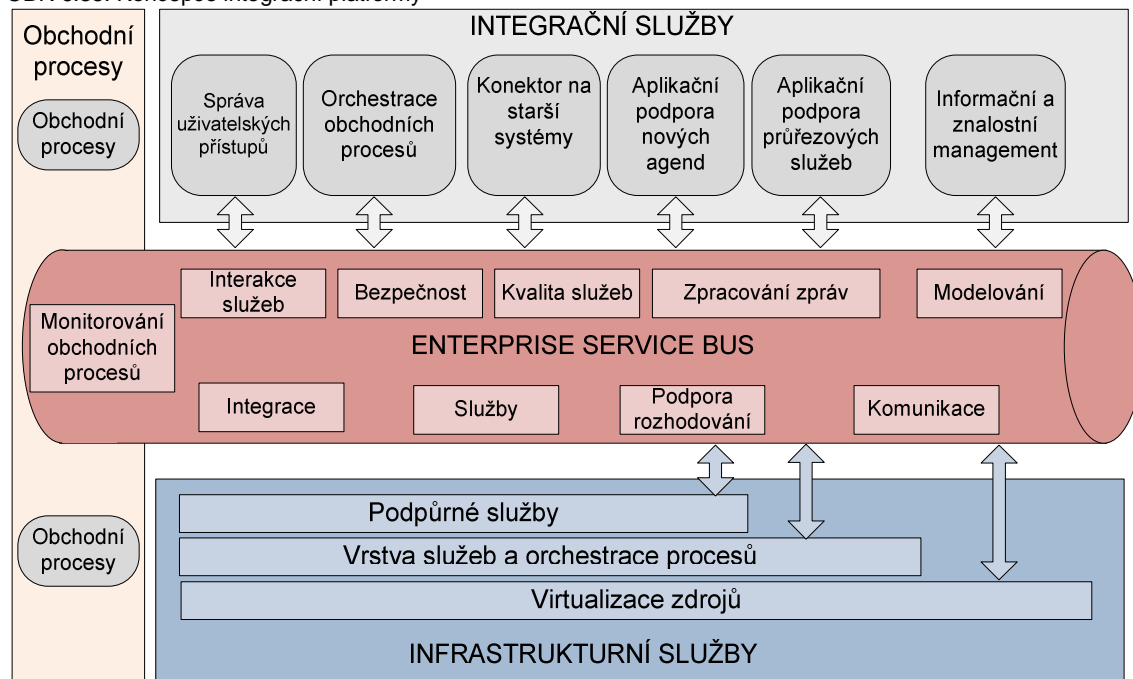 Koncepce integrační platformy
Obchodní
procesy
Obchodní
procesy
INTEGRAČNÍ SLUŽBY
Správa
uživatelských
přístupů
Orchestrace
obchodních
procesů
Konektor na
starší
systémy
Aplikační
podpora
nových
agend
Aplikační
podpora
průřezových
služeb
Informační a
znalostní
management
Interakce
služeb
Bezpečnost
Kvalita služeb
Zpracování zpráv
Modelování
Monitorování
obchodních
procesů
ENTERPRISE SERVICE BUS
Integrace
Služby
Podpora
rozhodování
Komunikace
Obchodní
procesy
Podpůrné služby
Vrstva služeb a orchestrace procesů
Virtualizace zdrojů
INFRASTRUKTURNÍ SLUŽBY